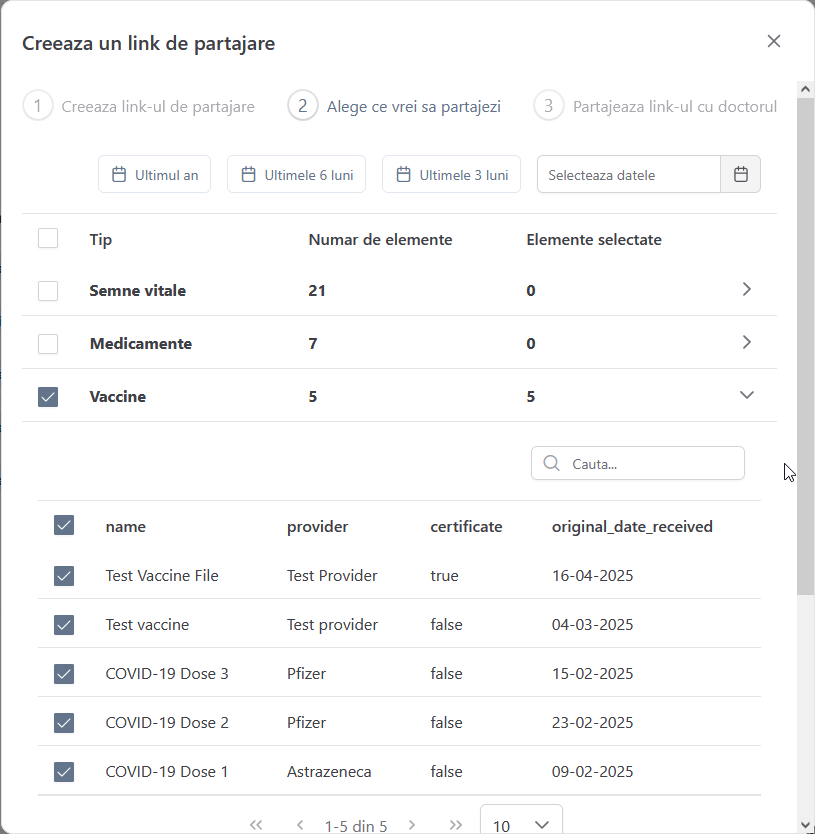 Creeaza un link de partajare
1 Creeaza link-ul de partajare 2 Alege ce vrei sa partajezi 3 Partajeaza link-ul cu doctorul
Ultimul an Ultimele 6 luni Ultimele 3 luni Selecteaza datele
Tip Numar de elemente Elemente selectate
Semne vitale 21 0
Medicamente 7 0
Vaccine 5 5
Cauta...
name provider certificate original_date_received
Test Vaccine File Test Provider true 16-04-2025
Test vaccine Test provider false 04-03-2025
COVID-19 Dose 3 Pfizer false 15-02-2025
COVID-19 Dose 2 Pfizer false 23-02-2025
COVID-19 Dose 1 Astrazeneca false 09-02-2025
1-5 din 5 10